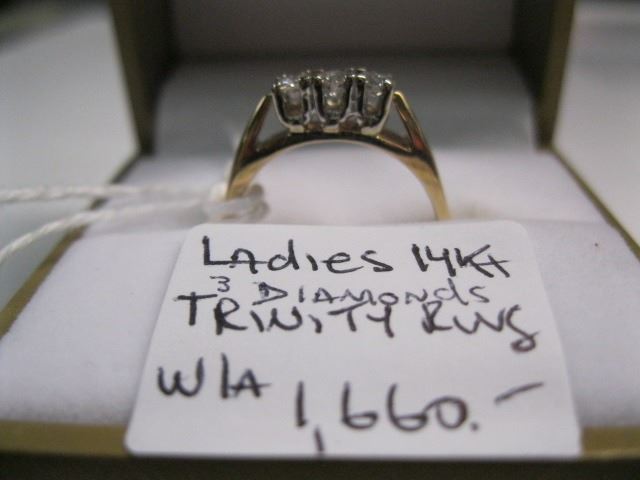 LADIES 14Kt
3 DIAMONDS
TRINITY RING
W/A 1,660.-